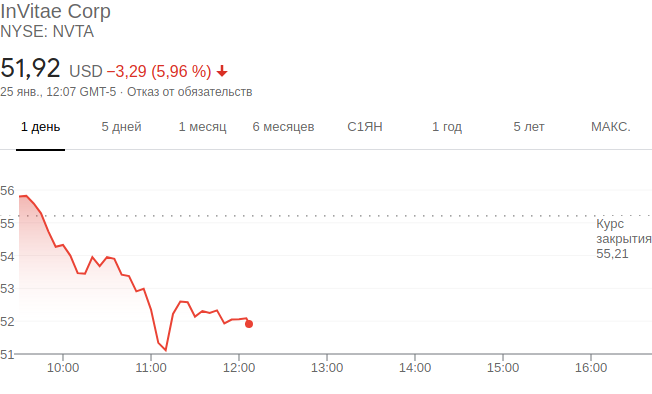 InVitae Corp
NYSE: NVTA
51,92 USD −3,29 (5,96 %)
25 янв., 12:07 GMT-5 · Отказ от обязательств
1 день 5 дней 1 месяц 6 месяцев С1ЯН 1 год 5 лет МАКС.
56
55
54
53
52
51
Курс
закрытия
55,21
10:00 11:00 12:00 13:00 14:00 15:00 16:00